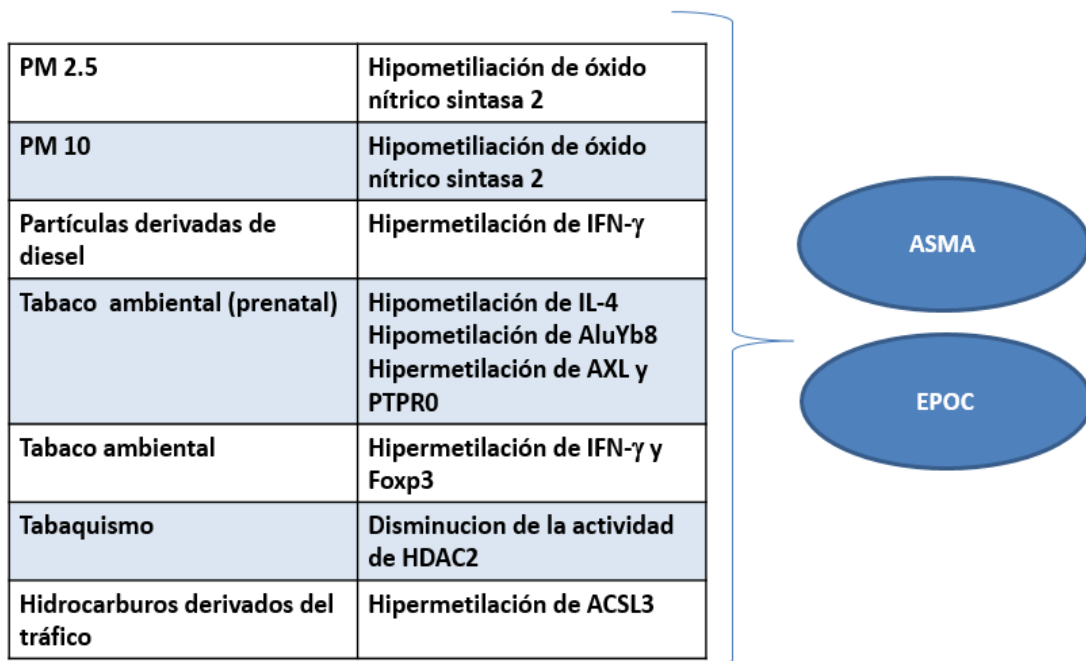 PM 2.5
Hipometiliación de óxido
nítrico sintasa 2
PM 10
Hipometiliación de óxido
nítrico sintasa 2
Partículas derivadas de
diesel
Hipermetilación de IFN-γ
Tabaco ambiental (prenatal)
Hipometilación de IL-4
Hipometilación de AluYb8
Hipermetilación de AXL y
PTPR0
Tabaco ambiental
Hipermetilación de IFN-γ y
Foxp3
Tabaquismo
Disminucion de la actividad
de HDAC2
Hidrocarburos derivados del
tráfico
Hipermetilación de ACSL3
ASMA
EPOC